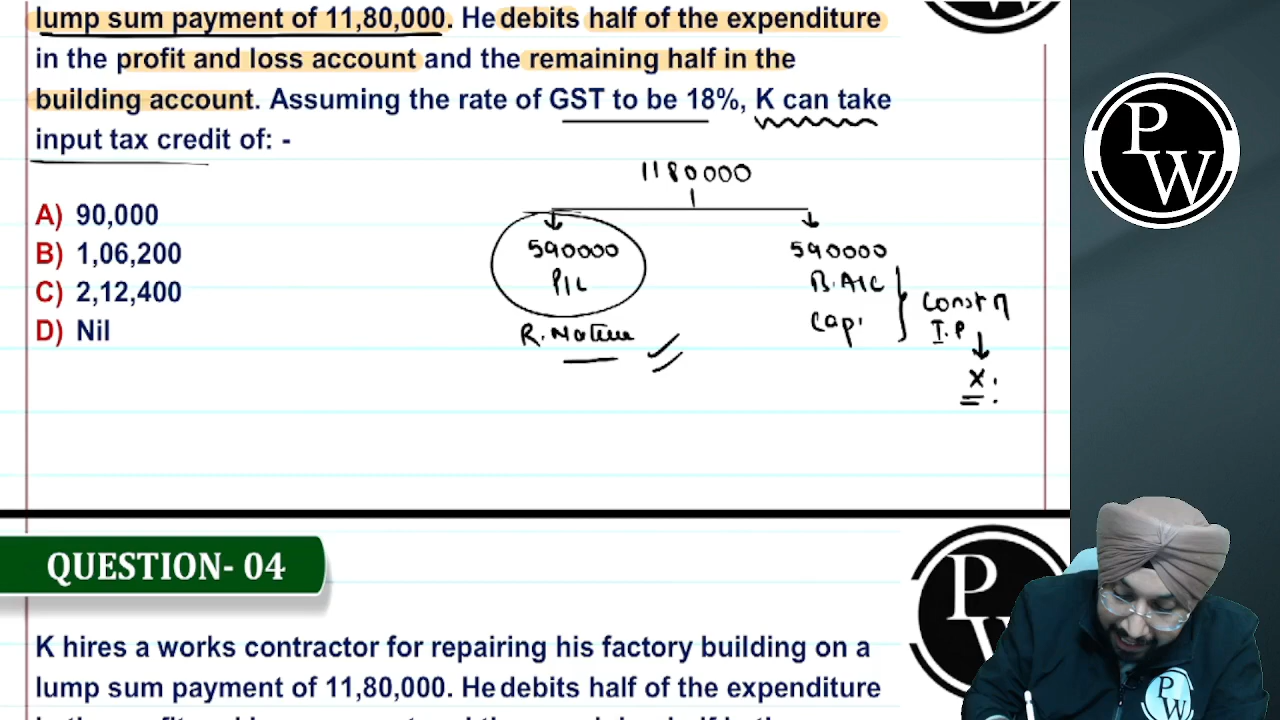 lump sum payment of 11,80,000. He debits half of the expenditure
in the profit and loss account and the remaining half in the
building account. Assuming the rate of GST to be 18%, K can take
input tax credit of: -
1180000
A) 90,000
B) 1,06,200
C) 2,12,400
D) Nil
590000
P/L
R. Nature
590000
B. A/C
Cap.
Constη
I.P
X
PW
QUESTION- 04
K hires a works contractor for repairing his factory building on a
lump sum payment of 11,80,000. He debits half of the expenditure
PW
PW